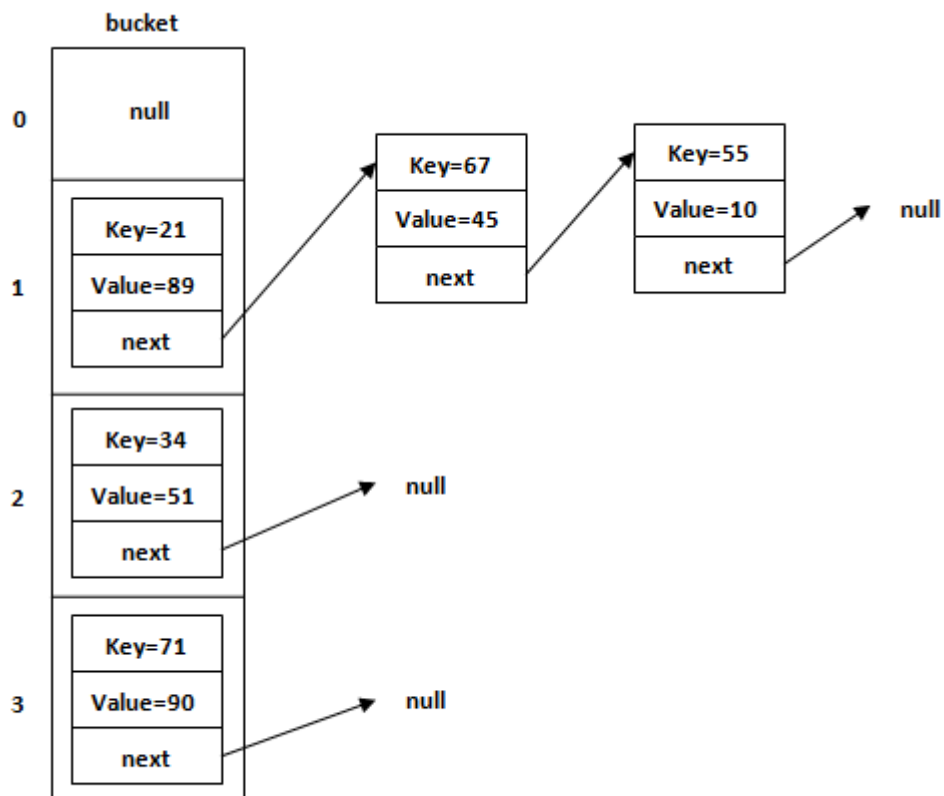 bucket
0
null
1
Key=21
Value=89
next
Key=67
Value=45
next
Key=55
Value=10
next
null
2
Key=34
Value=51
next
null
3
Key=71
Value=90
next
null